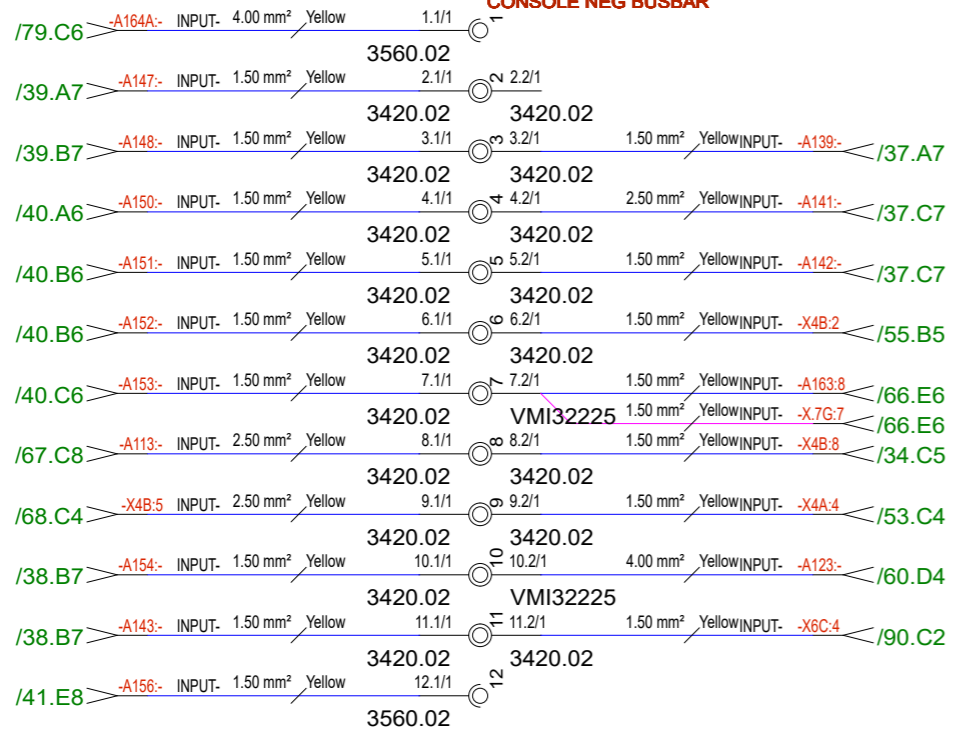 CONSOLE NEG BUSBAR
/79.C6 -A164A:- INPUT- 4.00 mm² Yellow 1.1/1 1
3560.02
/39.A7 -A147:- INPUT- 1.50 mm² Yellow 2.1/1 2 2.2/1
3420.02 3420.02
/39.B7 -A148:- INPUT- 1.50 mm² Yellow 3.1/1 3 3.2/1 1.50 mm² Yellow INPUT- -A139:- /37.A7
3420.02 3420.02
/40.A6 -A150:- INPUT- 1.50 mm² Yellow 4.1/1 4 4.2/1 2.50 mm² Yellow INPUT- -A141:- /37.C7
3420.02 3420.02
/40.B6 -A151:- INPUT- 1.50 mm² Yellow 5.1/1 5 5.2/1 1.50 mm² Yellow INPUT- -A142:- /37.C7
3420.02 3420.02
/40.B6 -A152:- INPUT- 1.50 mm² Yellow 6.1/1 6 6.2/1 1.50 mm² Yellow INPUT- -X4B:2 /55.B5
3420.02 3420.02
/40.C6 -A153:- INPUT- 1.50 mm² Yellow 7.1/1 7 7.2/1 1.50 mm² Yellow INPUT- -A163:8 /66.E6
3420.02 VMI32225 1.50 mm² Yellow INPUT- -X.7G:7 /66.E6
/67.C8 -A113:- INPUT- 2.50 mm² Yellow 8.1/1 8 8.2/1 1.50 mm² Yellow INPUT- -X4B:8 /34.C5
3420.02 3420.02
/68.C4 -X4B:5 INPUT- 2.50 mm² Yellow 9.1/1 9 9.2/1 1.50 mm² Yellow INPUT- -X4A:4 /53.C4
3420.02 3420.02
/38.B7 -A154:- INPUT- 1.50 mm² Yellow 10.1/1 10 10.2/1 4.00 mm² Yellow INPUT- -A123:- /60.D4
3420.02 VMI32225
/38.B7 -A143:- INPUT- 1.50 mm² Yellow 11.1/1 11 11.2/1 1.50 mm² Yellow INPUT- -X6C:4 /90.C2
3420.02 3420.02
/41.E8 -A156:- INPUT- 1.50 mm² Yellow 12.1/1 12
3560.02